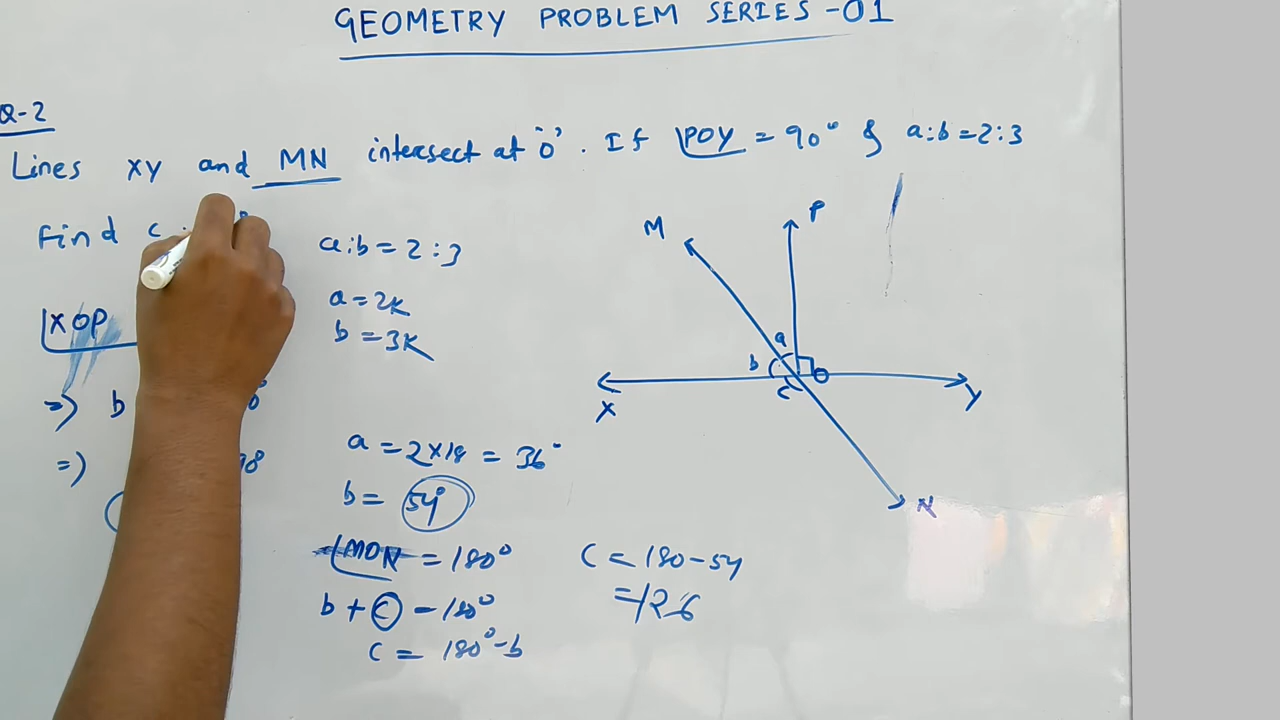 GEOMETRY PROBLEM SERIES -01
Q-2
Lines XY and MN intersect at "O". If ∠POY = 90° & a:b=2:3
Find c
a:b = 2:3
a = 2K
b = 3K
∠XOP
=> b
=>
a = 2×18 = 36°
b = 54°
∠MON = 180°
b + c = 180°
c = 180° - b
C = 180 - 54
= 126
M
P
a
b
c
O
X
Y
N